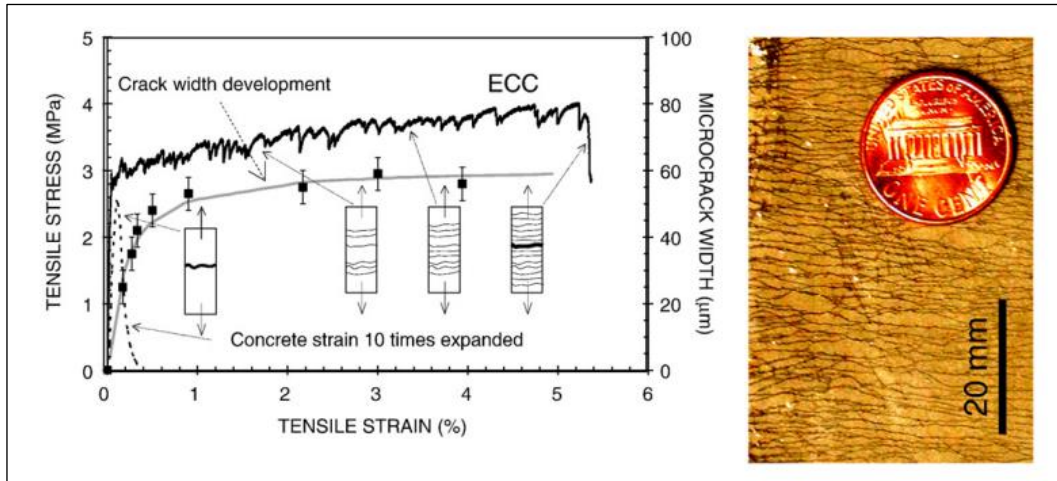 5
4
3
2
1
0
TENSILE STRESS (MPa)
Crack width development
ECC
Concrete strain 10 times expanded
100
80
60
40
20
0
MICROCRACK WIDTH (μm)
0
1
2
3
4
5
6
TENSILE STRAIN (%)
UNITED STATES OF AMERICA
ONE CENT
20 mm